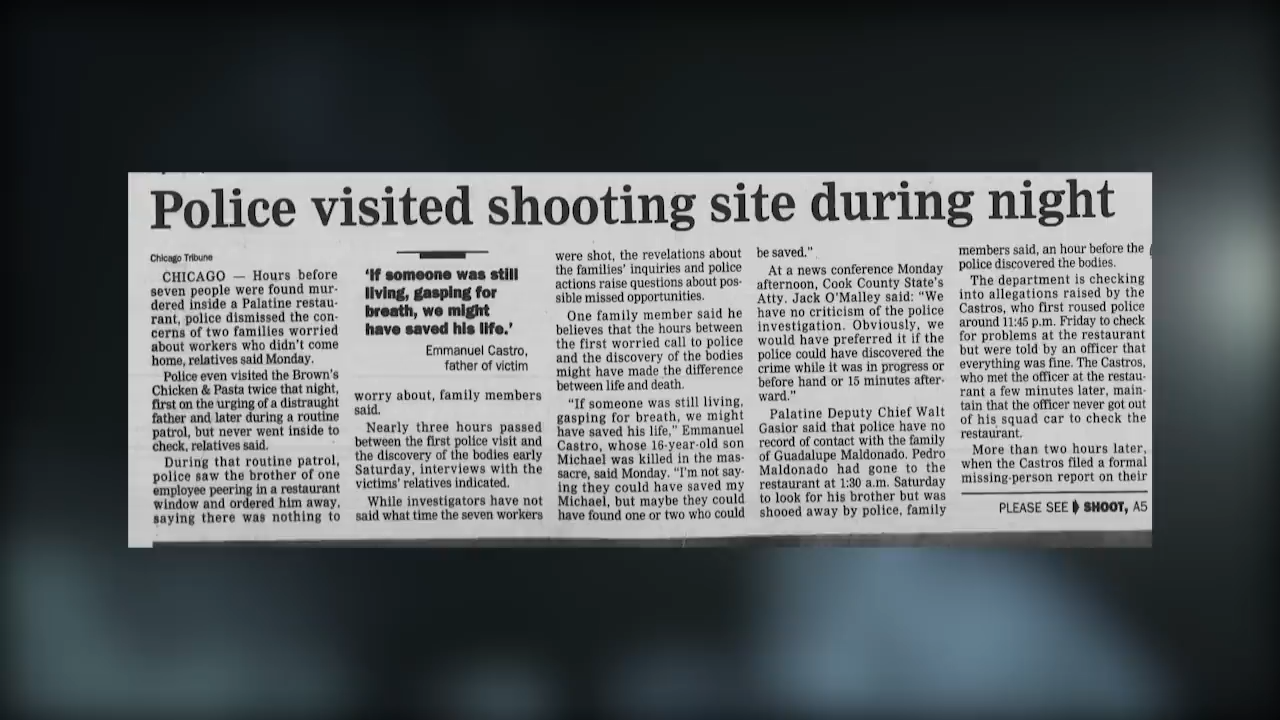 Police visited shooting site during night
Chicago Tribune
CHICAGO — Hours before
seven people were found mur-
dered inside a Palatine restau-
rant, police dismissed the con-
cerns of two families worried
about workers who didn't come
home, relatives said Monday.
Police even visited the Brown's
Chicken & Pasta twice that night,
first on the urging of a distraught
father and later during a routine
patrol, but never went inside to
check, relatives said.
During that routine patrol,
police saw the brother of one
employee peering in a restaurant
window and ordered him away,
saying there was nothing to
'If someone was still
living, gasping for
breath, we might
have saved his life.'
Emmanuel Castro,
father of victim
worry about, family members
said.
Nearly three hours passed
between the first police visit and
the discovery of the bodies early
Saturday, interviews with the
victims' relatives indicated.
While investigators have not
said what time the seven workers
were shot, the revelations about
the families' inquiries and police
actions raise questions about pos-
sible missed opportunities.
One family member said he
believes that the hours between
the first worried call to police
and the discovery of the bodies
might have made the difference
between life and death.
"If someone was still living,
gasping for breath, we might
have saved his life," Emmanuel
Castro, whose 16-year-old son
Michael was killed in the mas-
sacre, said Monday. "I'm not say-
ing they could have saved my
Michael, but maybe they could
have found one or two who could
be saved."
At a news conference Monday
afternoon, Cook County State's
Atty. Jack O'Malley said: "We
have no criticism of the police
investigation. Obviously, we
would have preferred it if the
police could have discovered the
crime while it was in progress or
before hand or 15 minutes after-
ward."
Palatine Deputy Chief Walt
Gasior said that police have no
record of contact with the family
of Guadalupe Maldonado. Pedro
Maldonado had gone to the
restaurant at 1:30 a.m. Saturday
to look for his brother but was
shooed away by police, family
members said, an hour before the
police discovered the bodies.
The department is checking
into allegations raised by the
Castros, who first roused police
around 11:45 p.m. Friday to check
for problems at the restaurant
but were told by an officer that
everything was fine. The Castros,
who met the officer at the restau-
rant a few minutes later, main-
tain that the officer never got out
of his squad car to check the
restaurant.
More than two hours later,
when the Castros filed a formal
missing-person report on their
PLEASE SEE SHOOT, A5